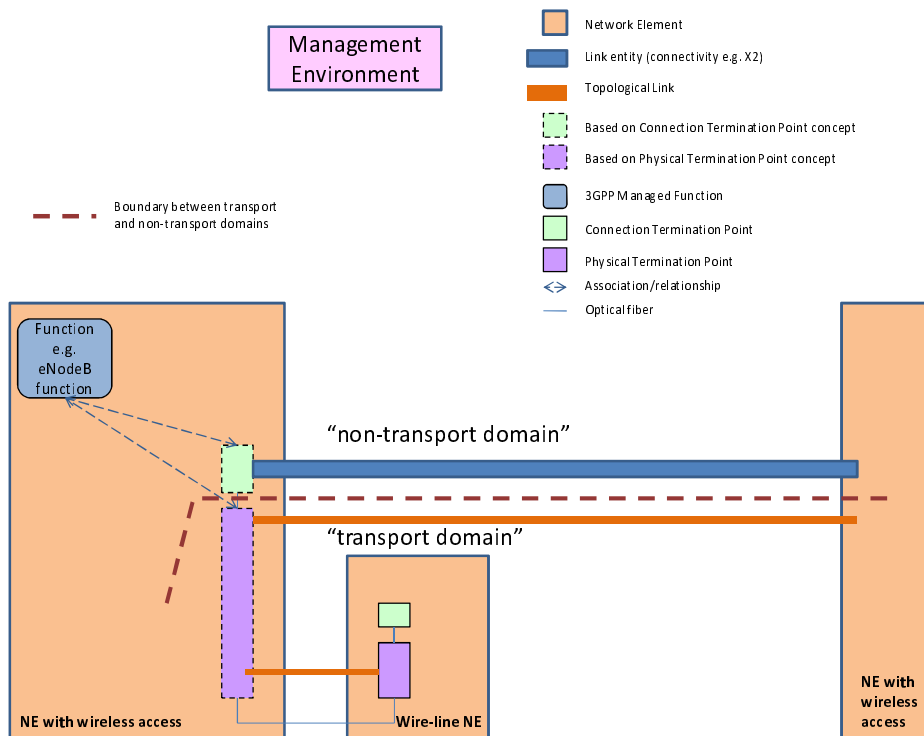 Management
Environment
Network Element
Link entity (connectivity e.g. X2)
Topological Link
Based on Connection Termination Point concept
Based on Physical Termination Point concept
3GPP Managed Function
Connection Termination Point
Physical Termination Point
Association/relationship
Optical fiber
Boundary between transport
and non-transport domains
Function
e.g.
eNodeB
function
“non-transport domain”
“transport domain”
NE with wireless access
Wire-line NE
NE with
wireless
access